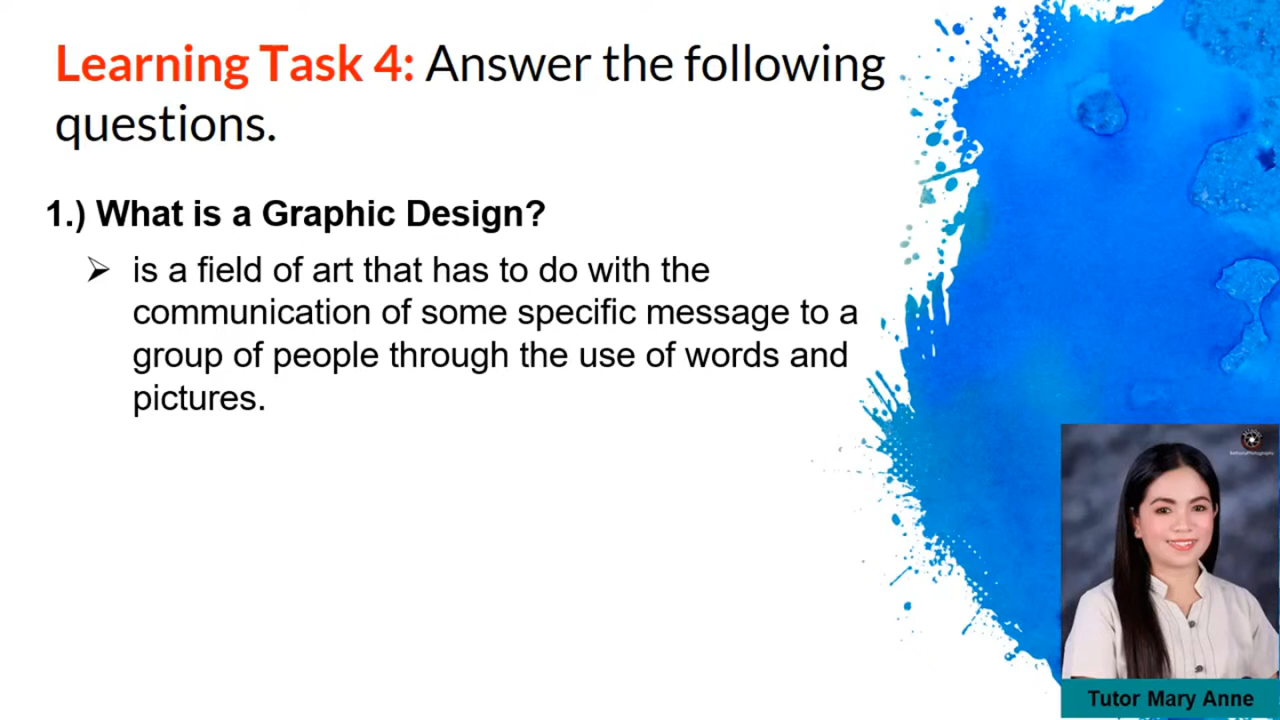 Learning Task 4: Answer the following
questions.
1.) What is a Graphic Design?
➢ is a field of art that has to do with the
communication of some specific message to a
group of people through the use of words and
pictures.
Tutor Mary Anne